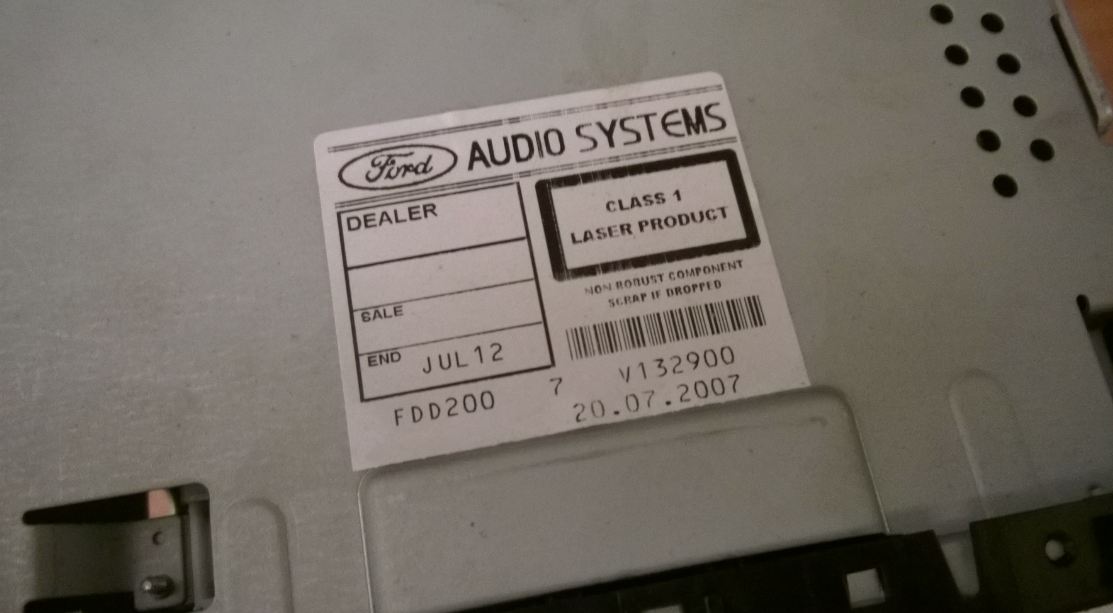 Ford AUDIO SYSTEMS
DEALER
SALE
END JUL12
FDD200 7
CLASS 1
LASER PRODUCT
NON ROBUST COMPONENT
SCRAP IF DROPPED
V132900
20.07.2007